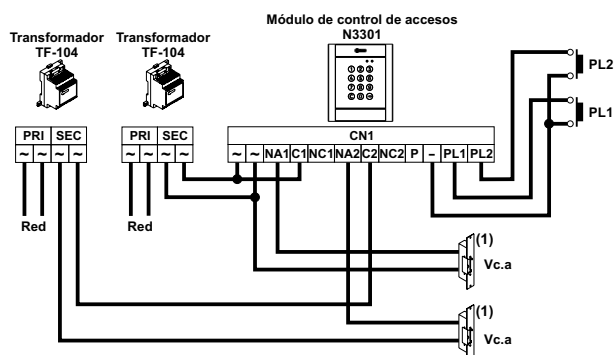 Módulo de control de accesos
N3301
Transformador
TF-104
Transformador
TF-104
PL2
PL1
PRI SEC
~ ~ ~ ~
PRI SEC
~ ~ ~ ~
CN1
~ ~ NA1 C1 NC1 NA2 C2 NC2 P – PL1 PL2
Red
Red
(1)
Vc.a
(1)
Vc.a